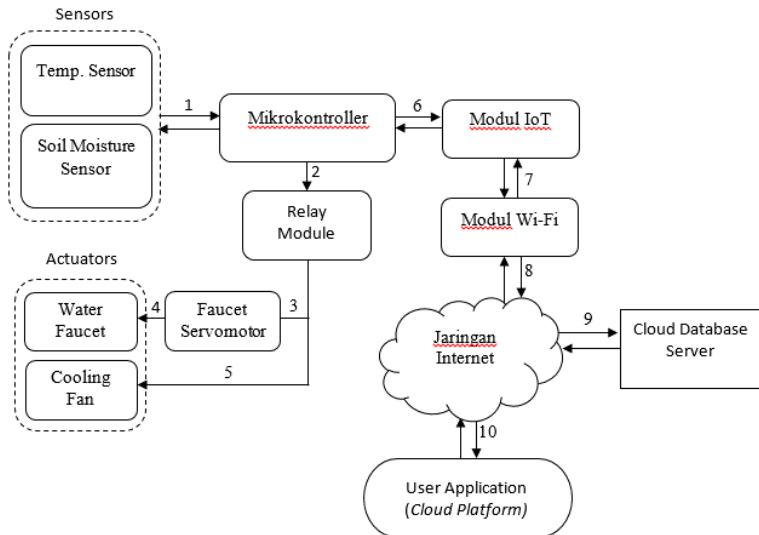 Sensors
Temp. Sensor
Soil Moisture
Sensor
1
Mikrokontroller
6
Modul IoT
2
7
Relay
Module
Modul Wi-Fi
Actuators
8
Water
Faucet
4
Faucet
Servomotor
3
Jaringan
Internet
9
Cloud Database
Server
Cooling
Fan
5
10
User Application
(Cloud Platform)